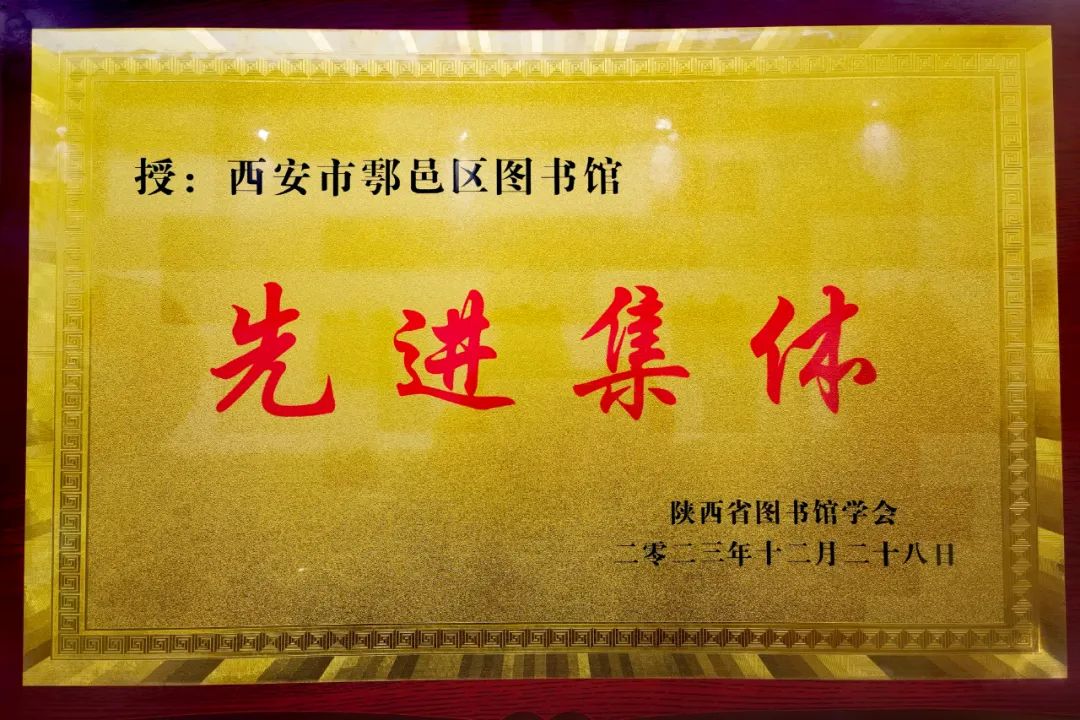 授：西安市鄠邑区图书馆
先进集体
陕西省图书馆学会
二零二三年十二月二十八日